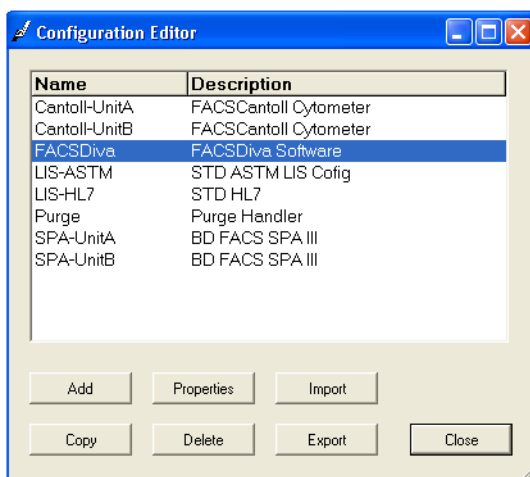 Configuration Editor
Name Description
CantoII-UnitA FACSCantoII Cytometer
CantoII-UnitB FACSCantoII Cytometer
FACSDiva FACSDiva Software
LIS-ASTM STD ASTM LIS Cofig
LIS-HL7 STD HL7
Purge Purge Handler
SPA-UnitA BD FACS SPA III
SPA-UnitB BD FACS SPA III
Add Properties Import
Copy Delete Export Close